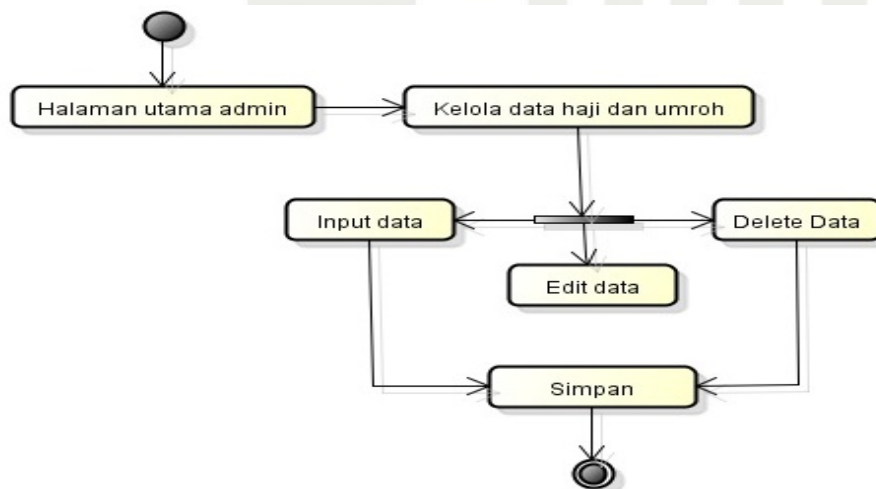 Halaman utama admin
Kelola data haji dan umroh
Input data
Delete Data
Edit data
Simpan